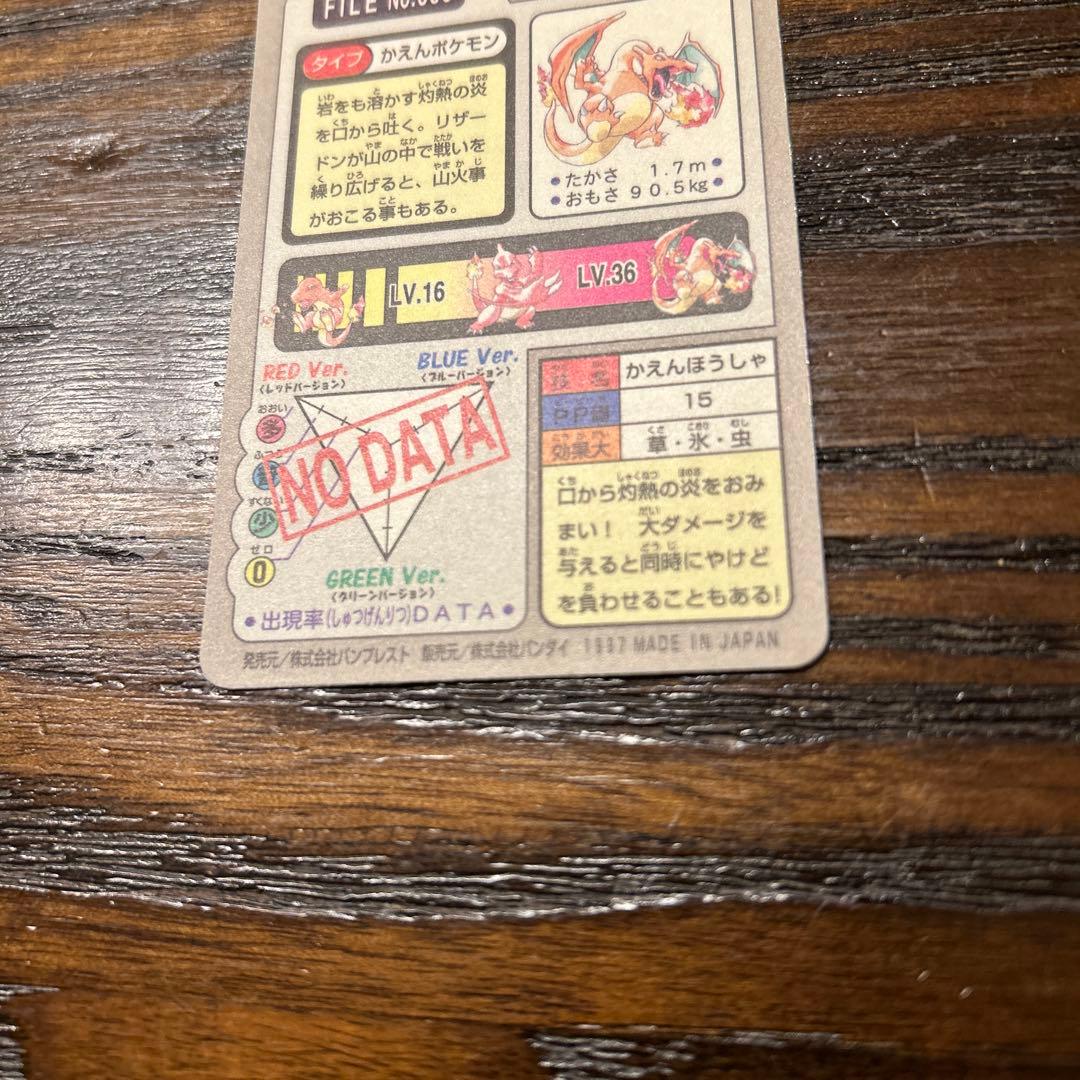 FILE No.
タイプ
かえんポケモン
岩をも溶かす灼熱の炎
を口から吐く。リザー
ドンが山の中で戦いを
繰り広げると、山火事
がおこる事もある。
たかさ 1.7m
おもさ 90.5kg
LV.16
LV.36
RED Ver.
(レッドバージョン)
BLUE Ver.
(ブルーバージョン)
おおい
多
すくない
少
ゼロ
0
NO DATA
GREEN Ver.
(グリーンバージョン)
出現率(しゅつげんりつ)DATA
かえんほうしゃ
15
効果大
草・氷・虫
口から灼熱の炎をおみ
まい! 大ダメージを
与えると同時にやけど
を負わせることもある!
発売元/株式会社バンプレスト 販売元/株式会社バンダイ 1997 MADE IN JAPAN